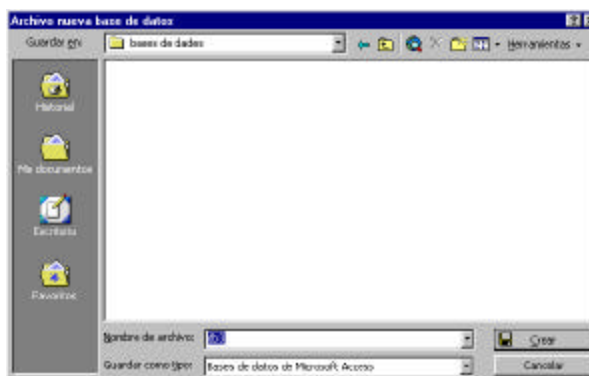 Archivo nueva base de datos
Guardar en: bases de dades Herramientas
Historial
Mis documentos
Escritorio
Favoritos
Nombre de archivo: Crear
Guardar como tipo: Bases de datos de Microsoft Access Cancelar